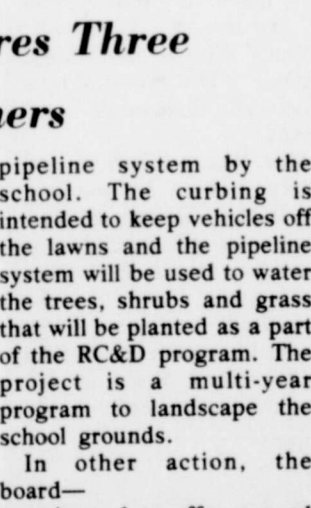 Three
pipeline system by the
school. The curbing is
intended to keep vehicles off
the lawns and the pipeline
system will be used to water
the trees, shrubs and grass
that will be planted as a part
of the RC&D program. The
project is a multi-year
program to landscape the
school grounds.
In other action, the
board—